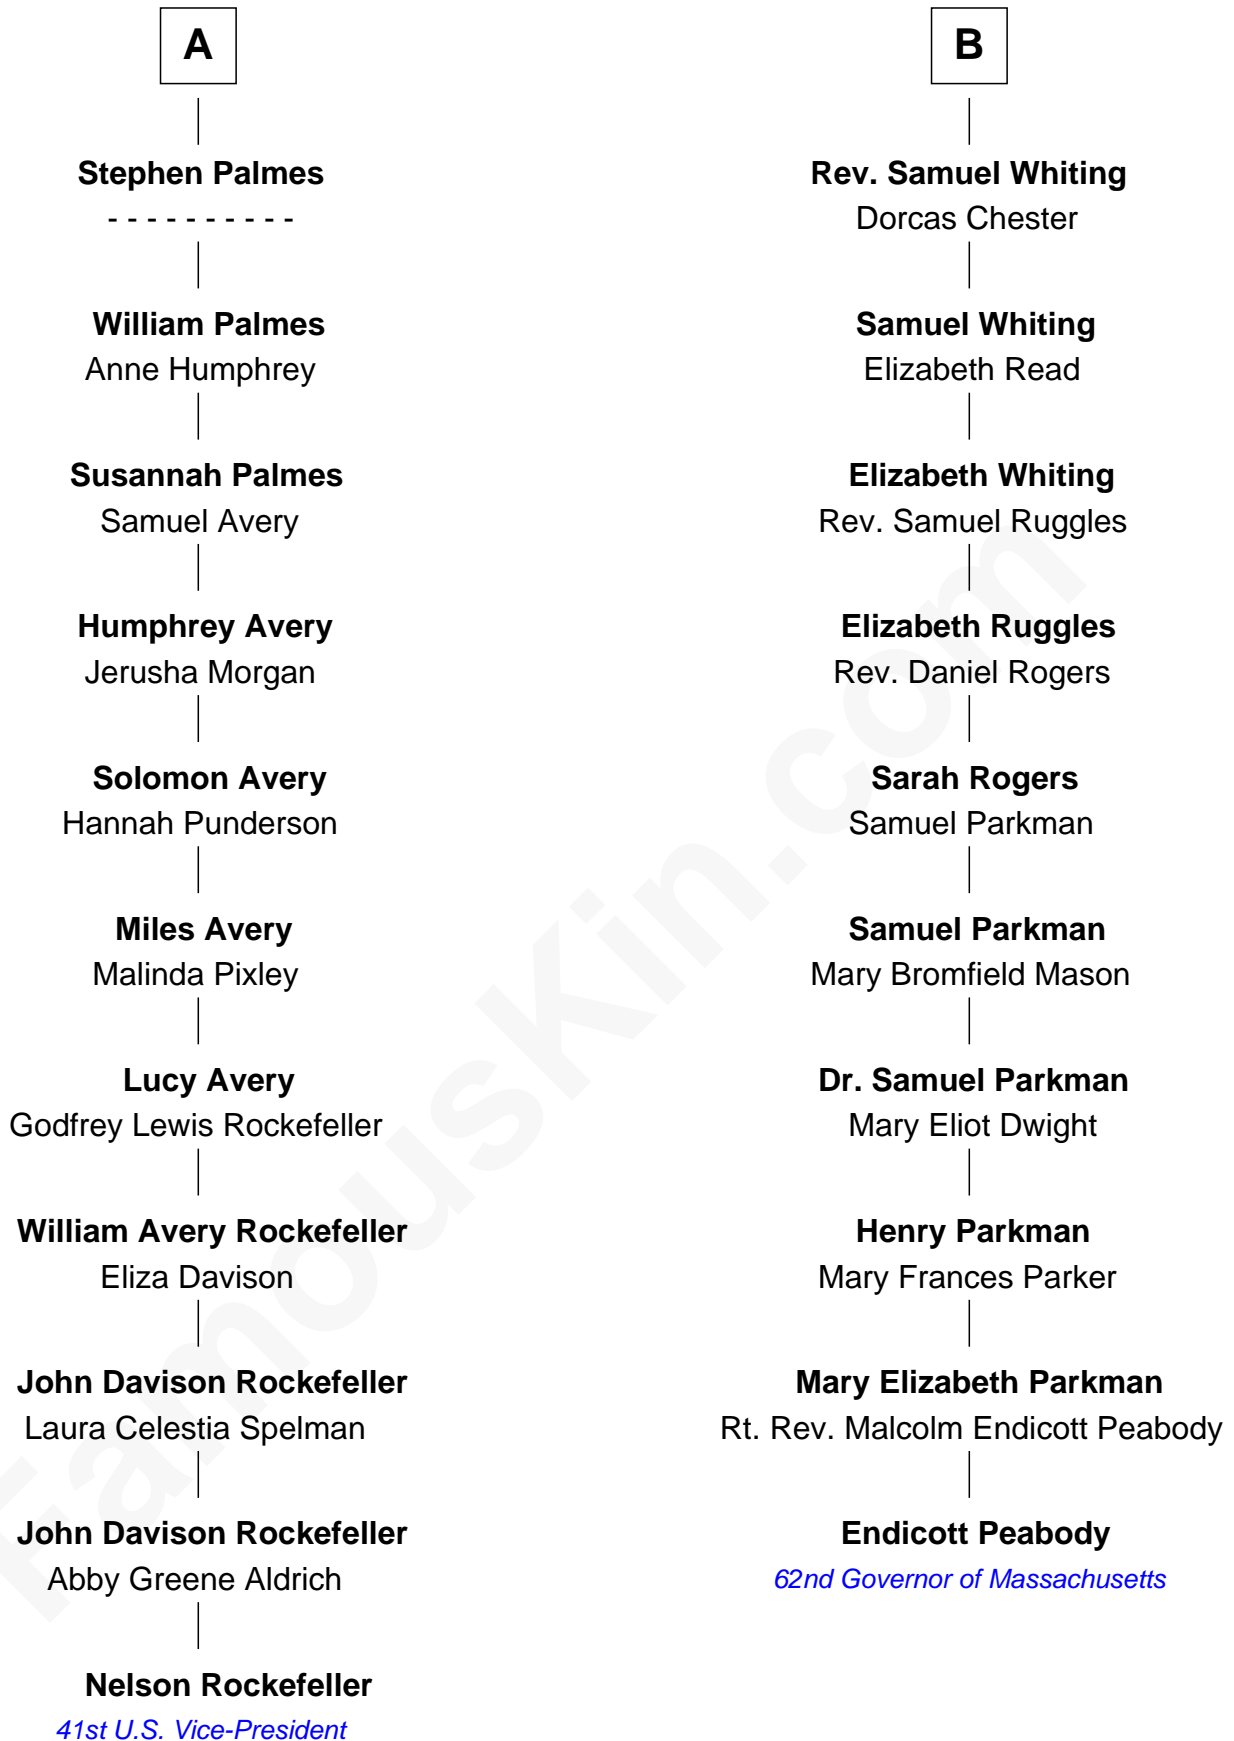 A
Stephen Palmes
- - - - - - - - - -
William Palmes
Anne Humphrey
Susannah Palmes
Samuel Avery
Humphrey Avery
Jerusha Morgan
Solomon Avery
Hannah Punderson
Miles Avery
Malinda Pixley
Lucy Avery
Godfrey Lewis Rockefeller
William Avery Rockefeller
Eliza Davison
John Davison Rockefeller
Laura Celestia Spelman
John Davison Rockefeller
Abby Greene Aldrich
Nelson Rockefeller
41st U.S. Vice-President
B
Rev. Samuel Whiting
Dorcas Chester
Samuel Whiting
Elizabeth Read
Elizabeth Whiting
Rev. Samuel Ruggles
Elizabeth Ruggles
Rev. Daniel Rogers
Sarah Rogers
Samuel Parkman
Samuel Parkman
Mary Bromfield Mason
Dr. Samuel Parkman
Mary Eliot Dwight
Henry Parkman
Mary Frances Parker
Mary Elizabeth Parkman
Rt. Rev. Malcolm Endicott Peabody
Endicott Peabody
62nd Governor of Massachusetts
FamousKin.com